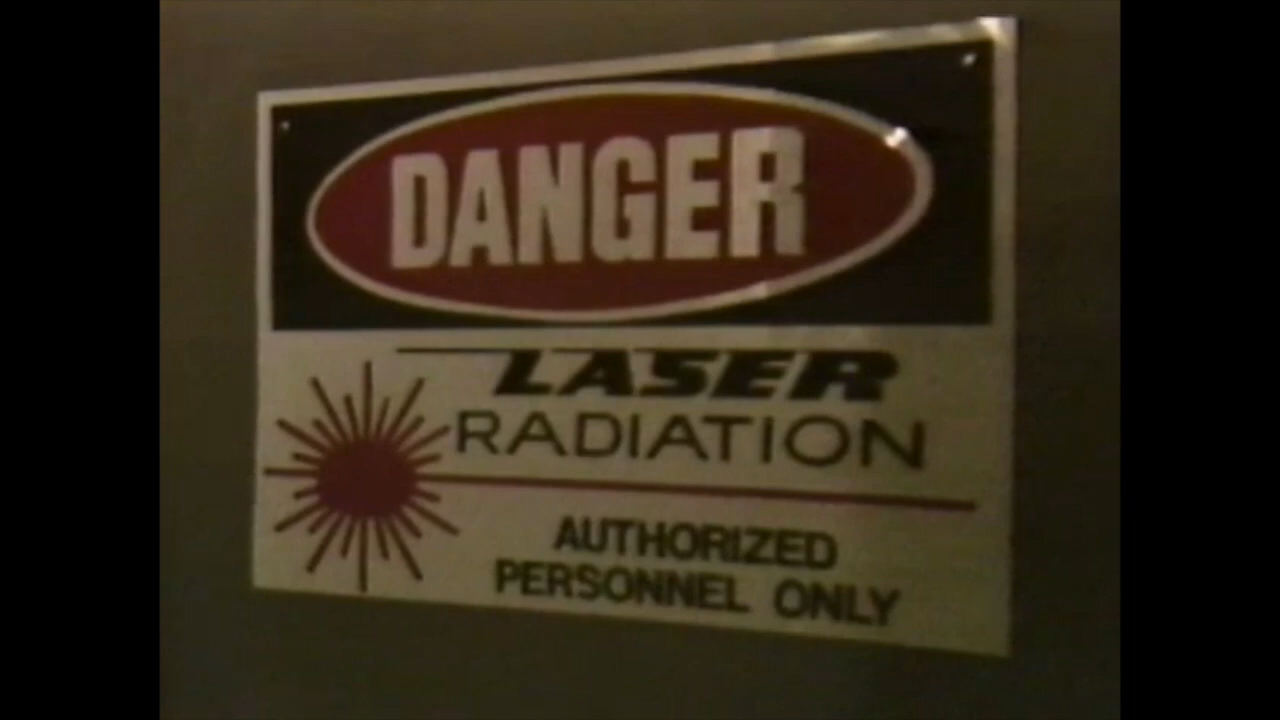 DANGER
LASER
RADIATION
AUTHORIZED
PERSONNEL ONLY